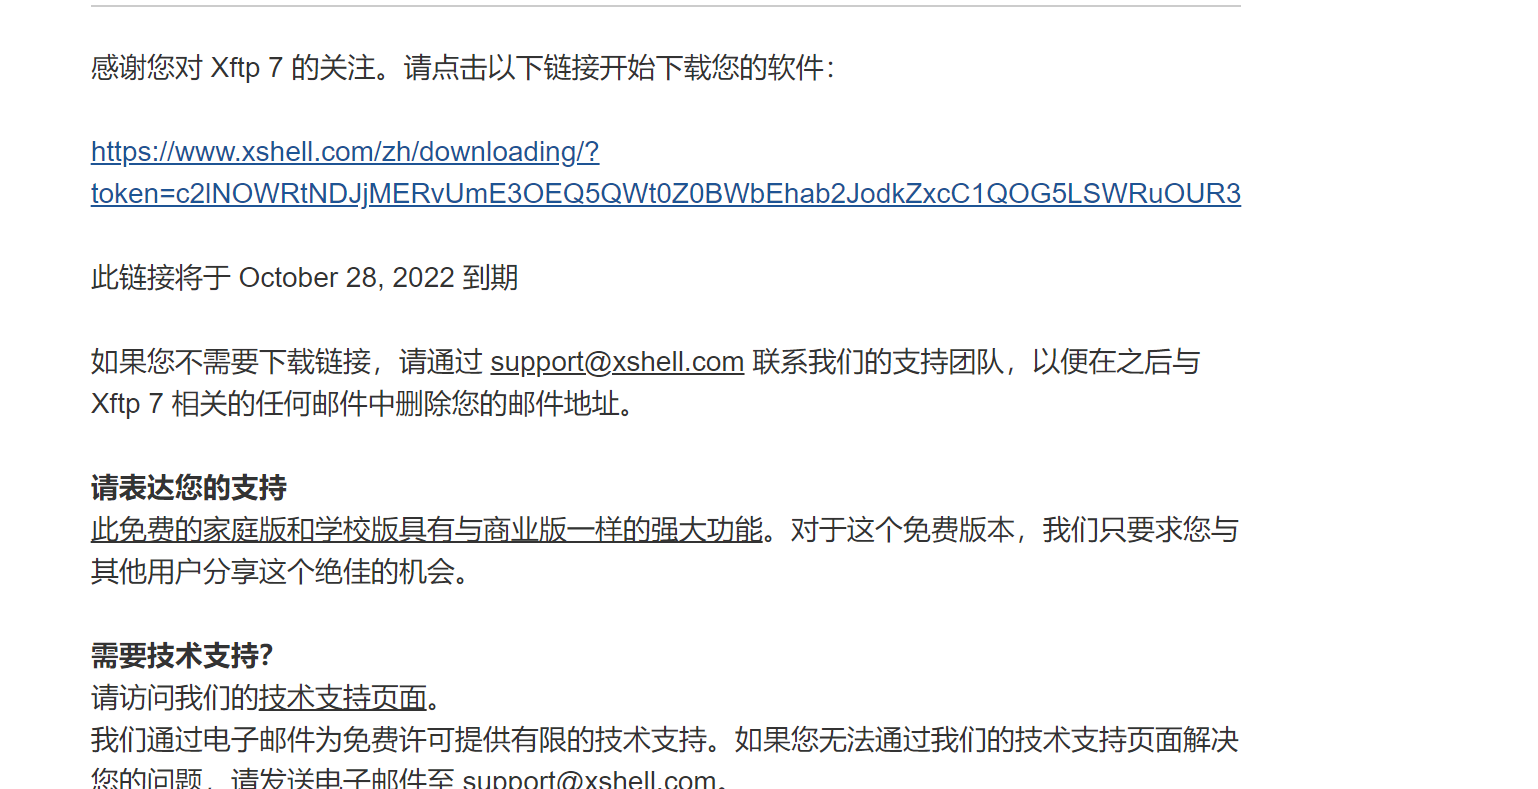 感谢您对 Xftp 7 的关注。请点击以下链接开始下载您的软件：
https://www.xshell.com/zh/downloading/?
token=c2lNOWRtNDJjMERvUmE3OEQ5QWt0Z0BWbEhab2JodkZxcC1QOG5LSWRuOUR3
此链接将于 October 28, 2022 到期
如果您不需要下载链接，请通过 support@xshell.com 联系我们的支持团队，以便在之后与
Xftp 7 相关的任何邮件中删除您的邮件地址。
请表达您的支持
此免费的家庭版和学校版具有与商业版一样的强大功能。对于这个免费版本，我们只要求您与
其他用户分享这个绝佳的机会。
需要技术支持？
请访问我们的技术支持页面。
我们通过电子邮件为免费许可提供有限的技术支持。如果您无法通过我们的技术支持页面解决
您的问题，请发送电子邮件至 support@xshell.com。